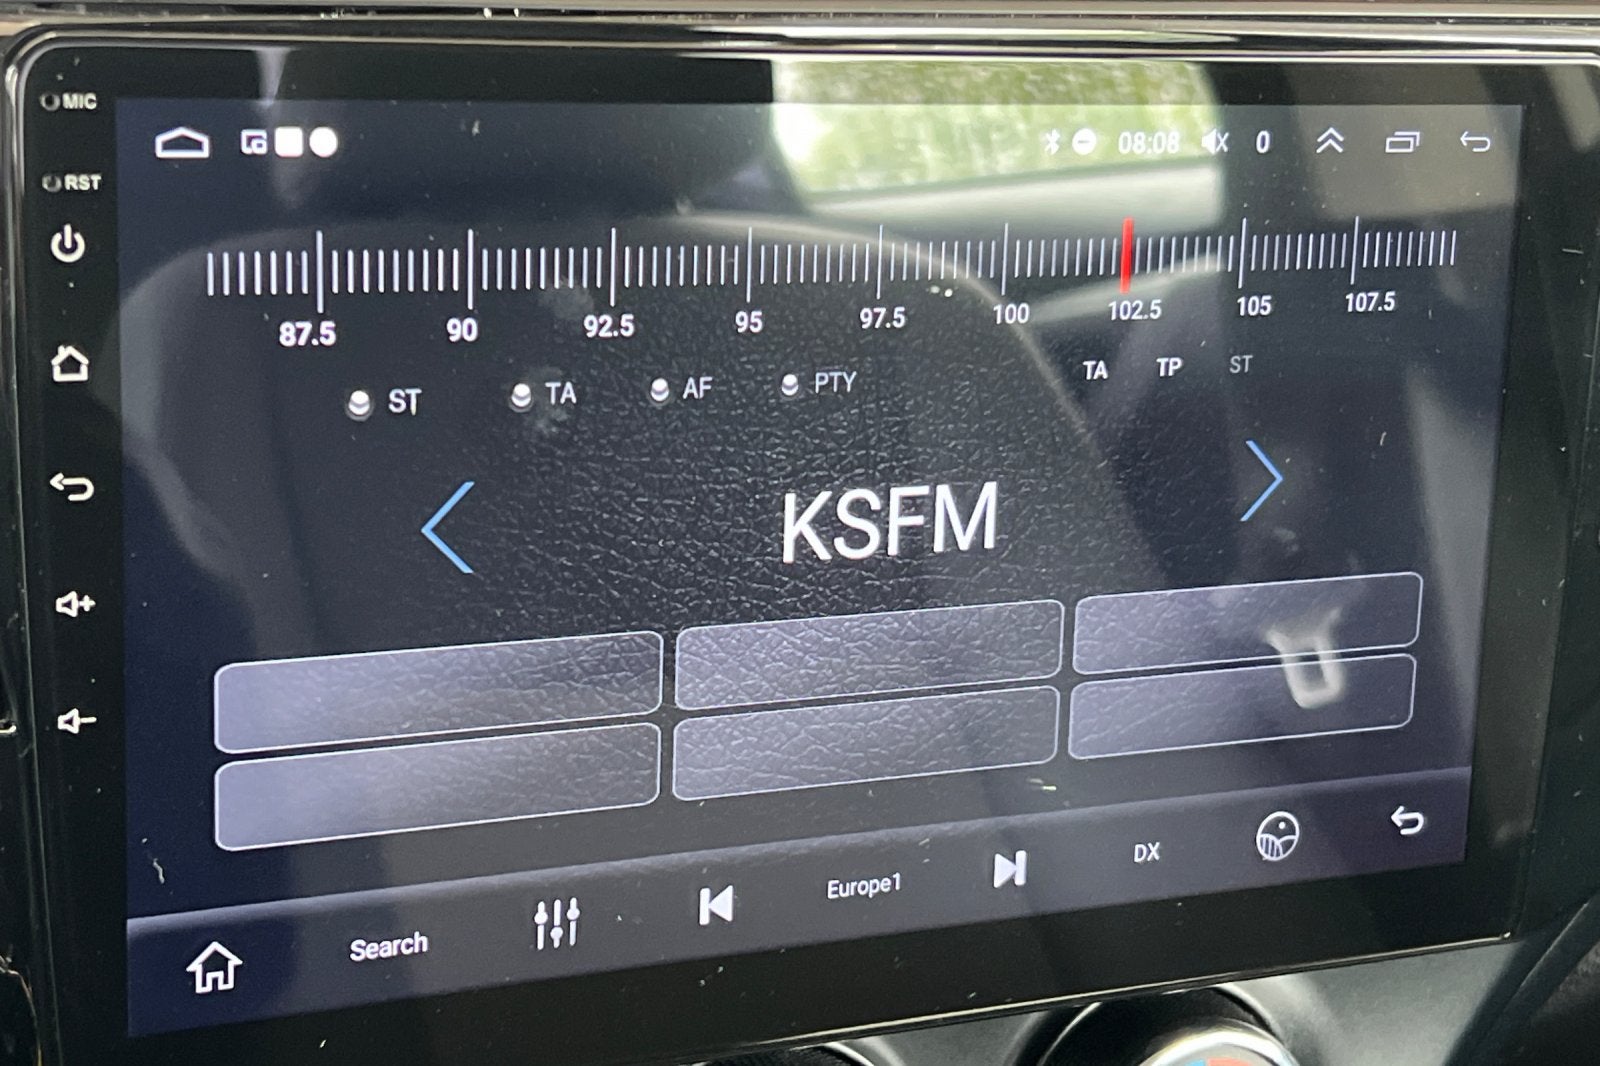 MIC
08:08 0
RST
87.5 90 92.5 95 97.5 100 102.5 105 107.5
ST TA AF PTY TA TP ST
KSFM
Search Europe1 DX